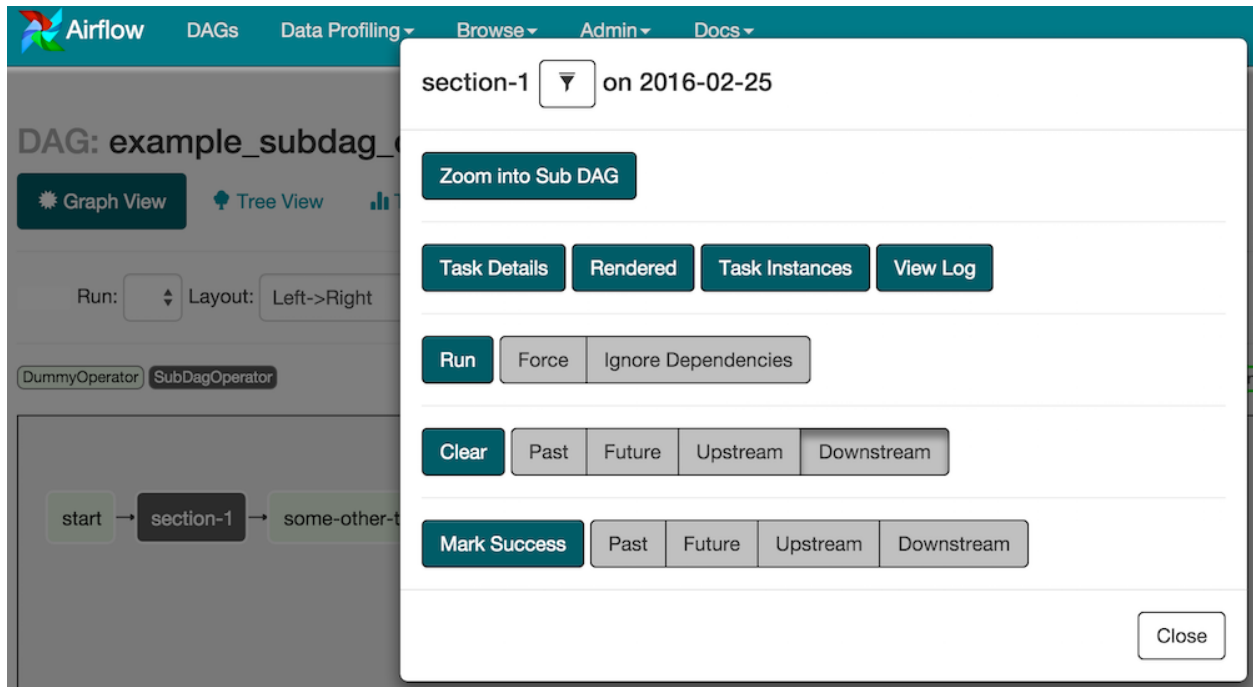 Airflow DAGs Data Profiling Browse Admin Docs
section-1 on 2016-02-25
DAG: example_subdag_
Zoom into Sub DAG
Graph View Tree View
Task Details Rendered Task Instances View Log
Run: Layout: Left->Right
Run Force Ignore Dependencies
DummyOperator SubDagOperator
Clear Past Future Upstream Downstream
start section-1 some-other-t
Mark Success Past Future Upstream Downstream
Close